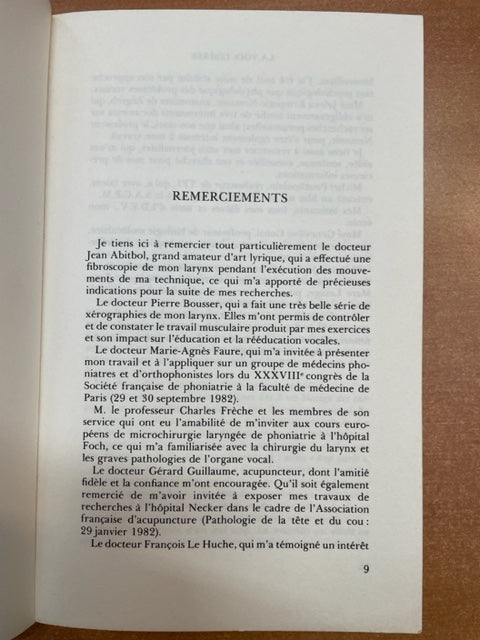 REMERCIEMENTS
Je tiens ici à remercier tout particulièrement le docteur
Jean Abitbol, grand amateur d'art lyrique, qui a effectué une
fibroscopie de mon larynx pendant l'exécution des mouve-
ments de ma technique, ce qui m'a apporté de précieuses
indications pour la suite de mes recherches.
Le docteur Pierre Bousser, qui a fait une très belle série de
xérographies de mon larynx. Elles m'ont permis de contrôler
et de constater le travail musculaire produit par mes exercices
et son impact sur l'éducation et la rééducation vocales.
Le docteur Marie-Agnès Faure, qui m'a invitée à présenter
mon travail et à l'appliquer sur un groupe de médecins pho-
niatres et d'orthophonistes lors du XXXVIIIe congrès de la
Société française de phoniatrie à la faculté de médecine de
Paris (29 et 30 septembre 1982).
M. le professeur Charles Frèche et les membres de son
service qui ont eu l'amabilité de m'inviter aux cours euro-
péens de microchirurgie laryngée de phoniatrie à l'hôpital
Foch, ce qui m'a familiarisée avec la chirurgie du larynx et
les graves pathologies de l'organe vocal.
Le docteur Gérard Guillaume, acupuncteur, dont l'amitié
fidèle et la confiance m'ont encouragée. Qu'il soit également
remercié de m'avoir invitée à exposer mes travaux de
recherches à l'hôpital Necker dans le cadre de l'Association
française d'acupuncture (Pathologie de la tête et du cou :
29 janvier 1982).
Le docteur François Le Huche, qui m'a témoigné un intérêt
9